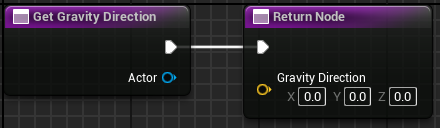 Get Gravity Direction
Actor
Return Node
Gravity Direction
X 0.0 Y 0.0 Z 0.0